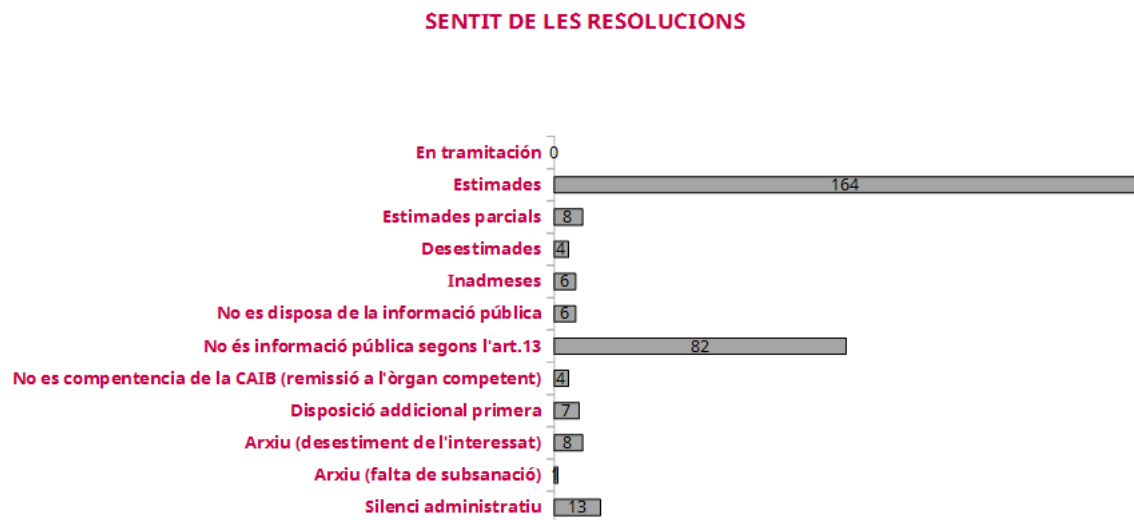 SENTIT DE LES RESOLUCIONS
En tramitación 0
Estimades 164
Estimades parcials 8
Desestimades 4
Inadmeses 6
No es disposa de la informació pública 6
No és informació pública segons l'art.13 82
No es compentencia de la CAIB (remissió a l'òrgan competent) 4
Disposició addicional primera 7
Arxiu (desestiment de l'interessat) 8
Arxiu (falta de subsanació) 1
Silenci administratiu 13